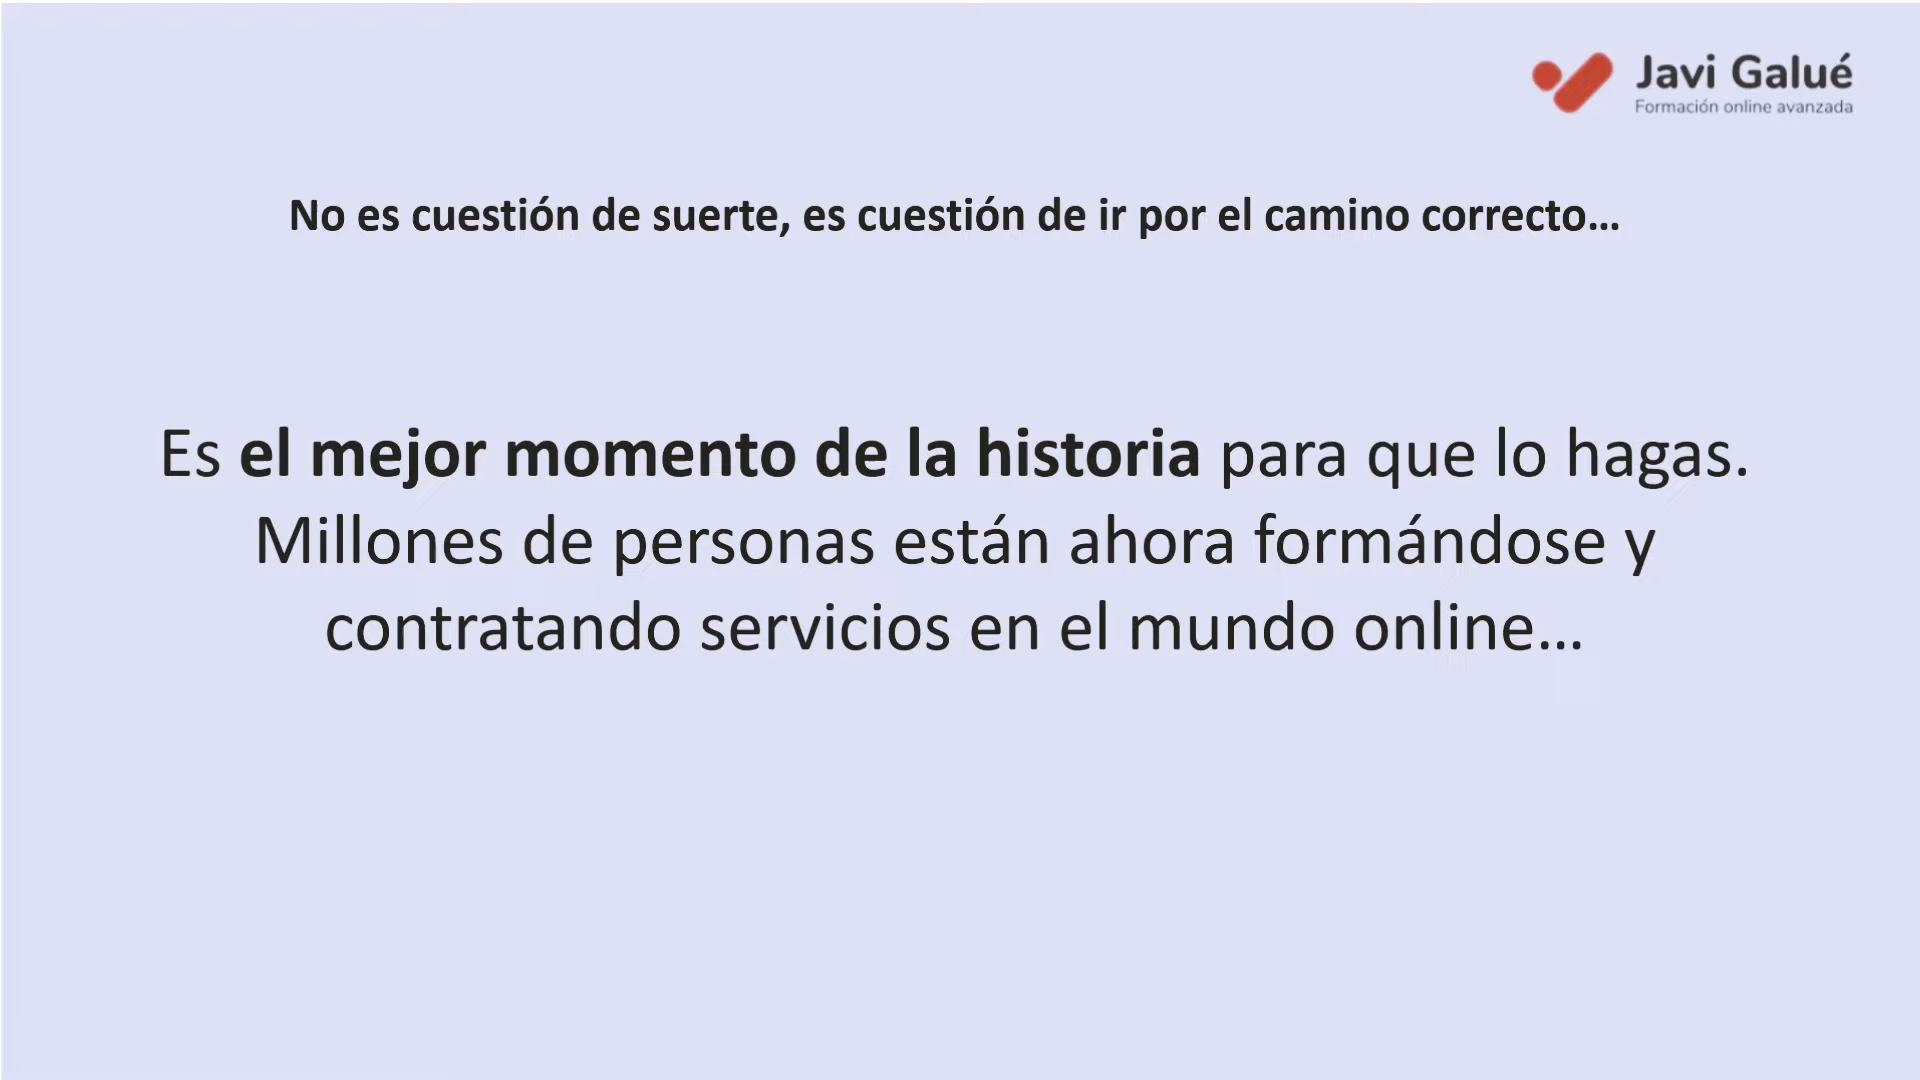 Javi Galué
Formación online avanzada
No es cuestión de suerte, es cuestión de ir por el camino correcto...
Es el mejor momento de la historia para que lo hagas.
Millones de personas están ahora formándose y
contratando servicios en el mundo online...